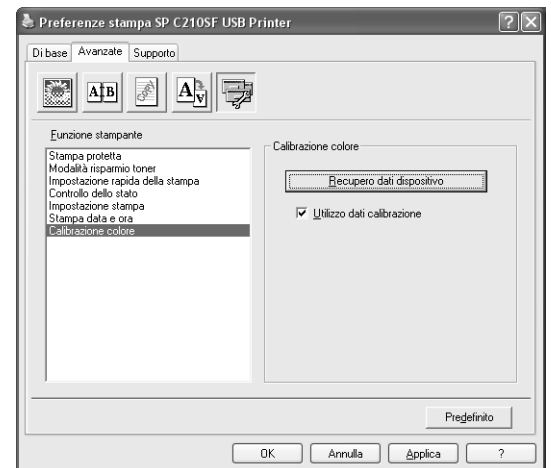 Preferenze stampa SP C210SF USB Printer
Di base Avanzate Supporto
A B
A
Funzione stampante
Stampa protetta
Modalità risparmio toner
Impostazione rapida della stampa
Controllo dello stato
Impostazione stampa
Stampa data e ora
Calibrazione colore
Calibrazione colore
Recupero dati dispositivo
Utilizzo dati calibrazione
Predefinito
OK Annulla Applica ?